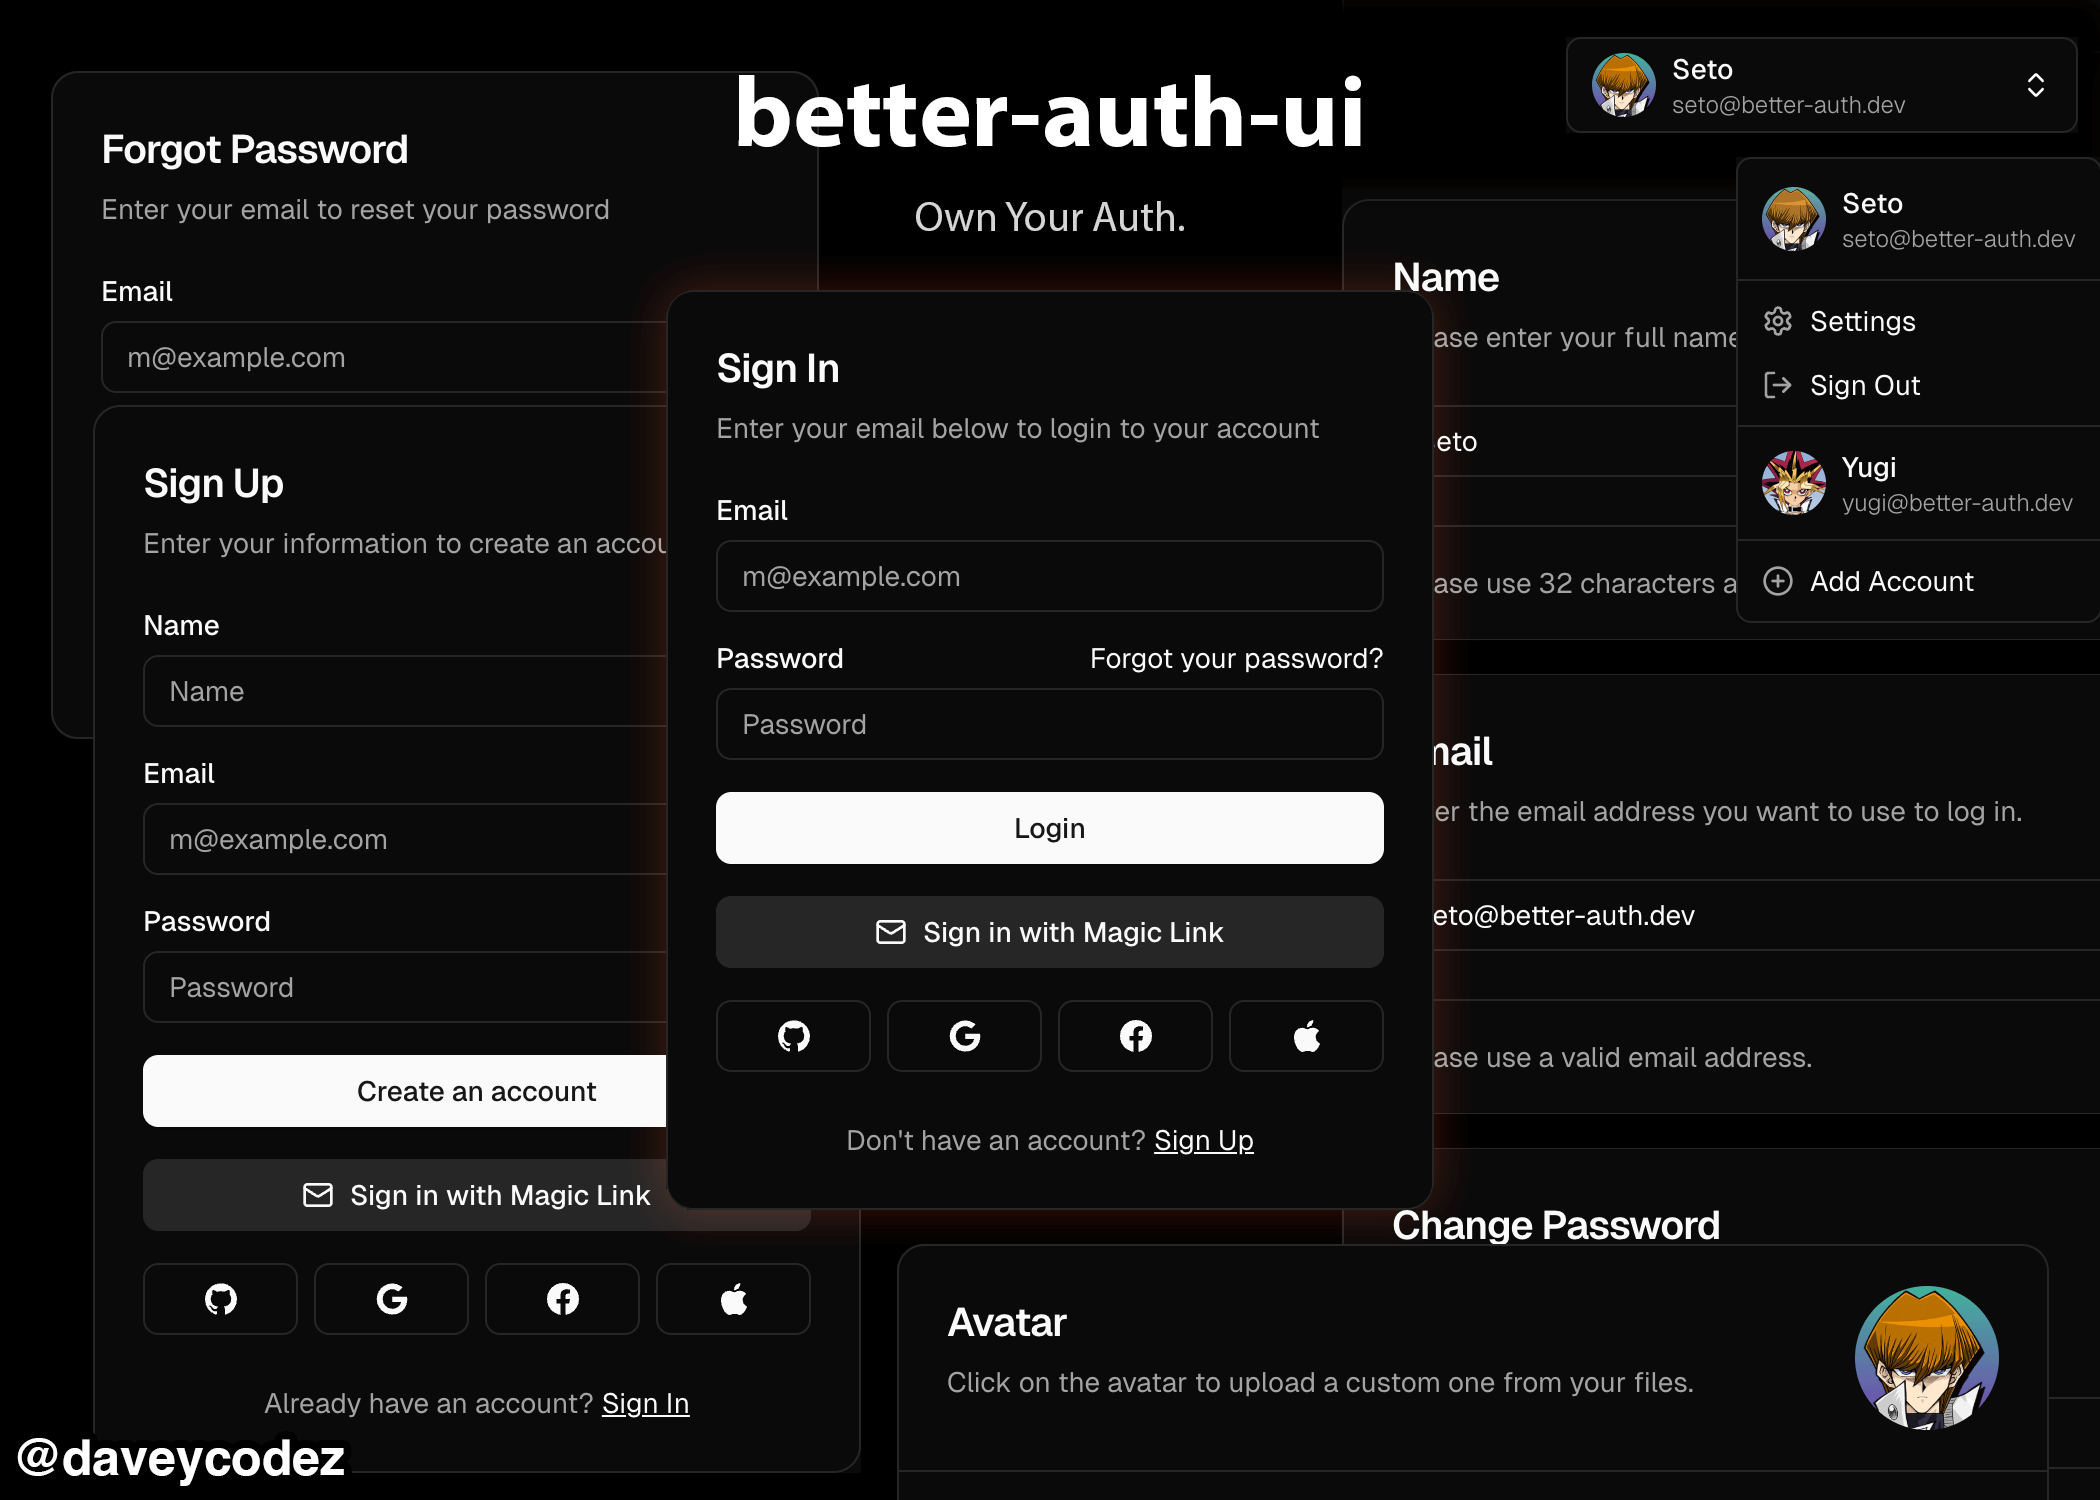 better-auth-ui
Own Your Auth.
Forgot Password
Enter your email to reset your password
Email
m@example.com
Sign Up
Enter your information to create an
Name
Name
Email
m@example.com
Password
Password
Create an account
Sign in with Magic Link
Already have an account? Sign In
@daveycodez
Sign In
Enter your email below to login to your account
Email
m@example.com
Password Forgot your password?
Password
Login
Sign in with Magic Link
Don't have an account? Sign Up
Seto
seto@better-auth.dev
Seto
seto@better-auth.dev
Settings
Sign Out
Yugi
yugi@better-auth.dev
Add Account
Name
ase enter your full name
eto
ase use 32 characters a
mail
er the email address you want to use to log in.
eto@better-auth.dev
ase use a valid email address.
Change Password
Avatar
Click on the avatar to upload a custom one from your files.